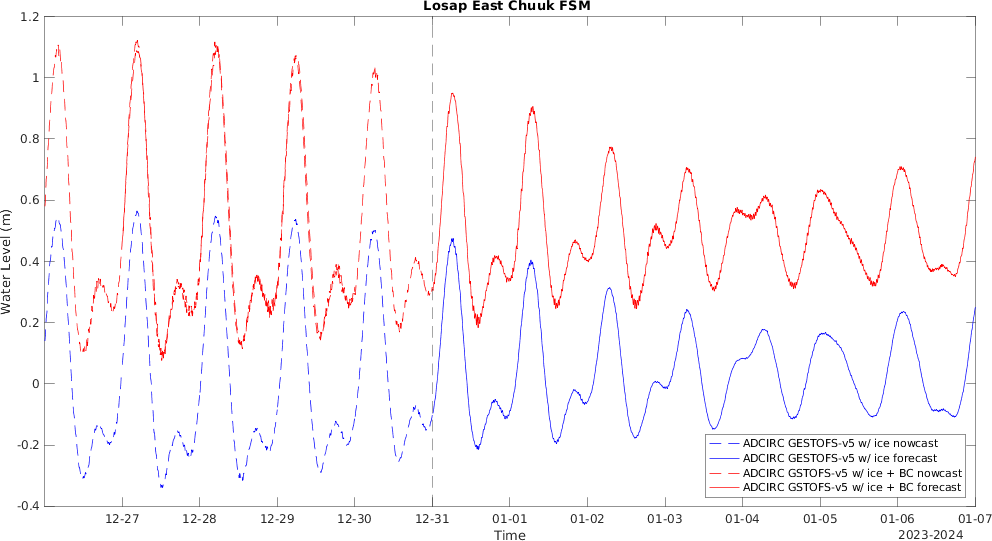 Losap East Chuuk FSM
1.2
1
0.8
0.6
0.4
0.2
0
-0.2
-0.4
Water Level (m)
ADCIRC GESTOFS-v5 w/ ice nowcast
ADCIRC GESTOFS-v5 w/ ice forecast
ADCIRC GSTOFS-v5 w/ ice + BC nowcast
ADCIRC GSTOFS-v5 w/ ice + BC forecast
12-27 12-28 12-29 12-30 12-31 01-01 01-02 01-03 01-04 01-05 01-06 01-07
Time
2023-2024